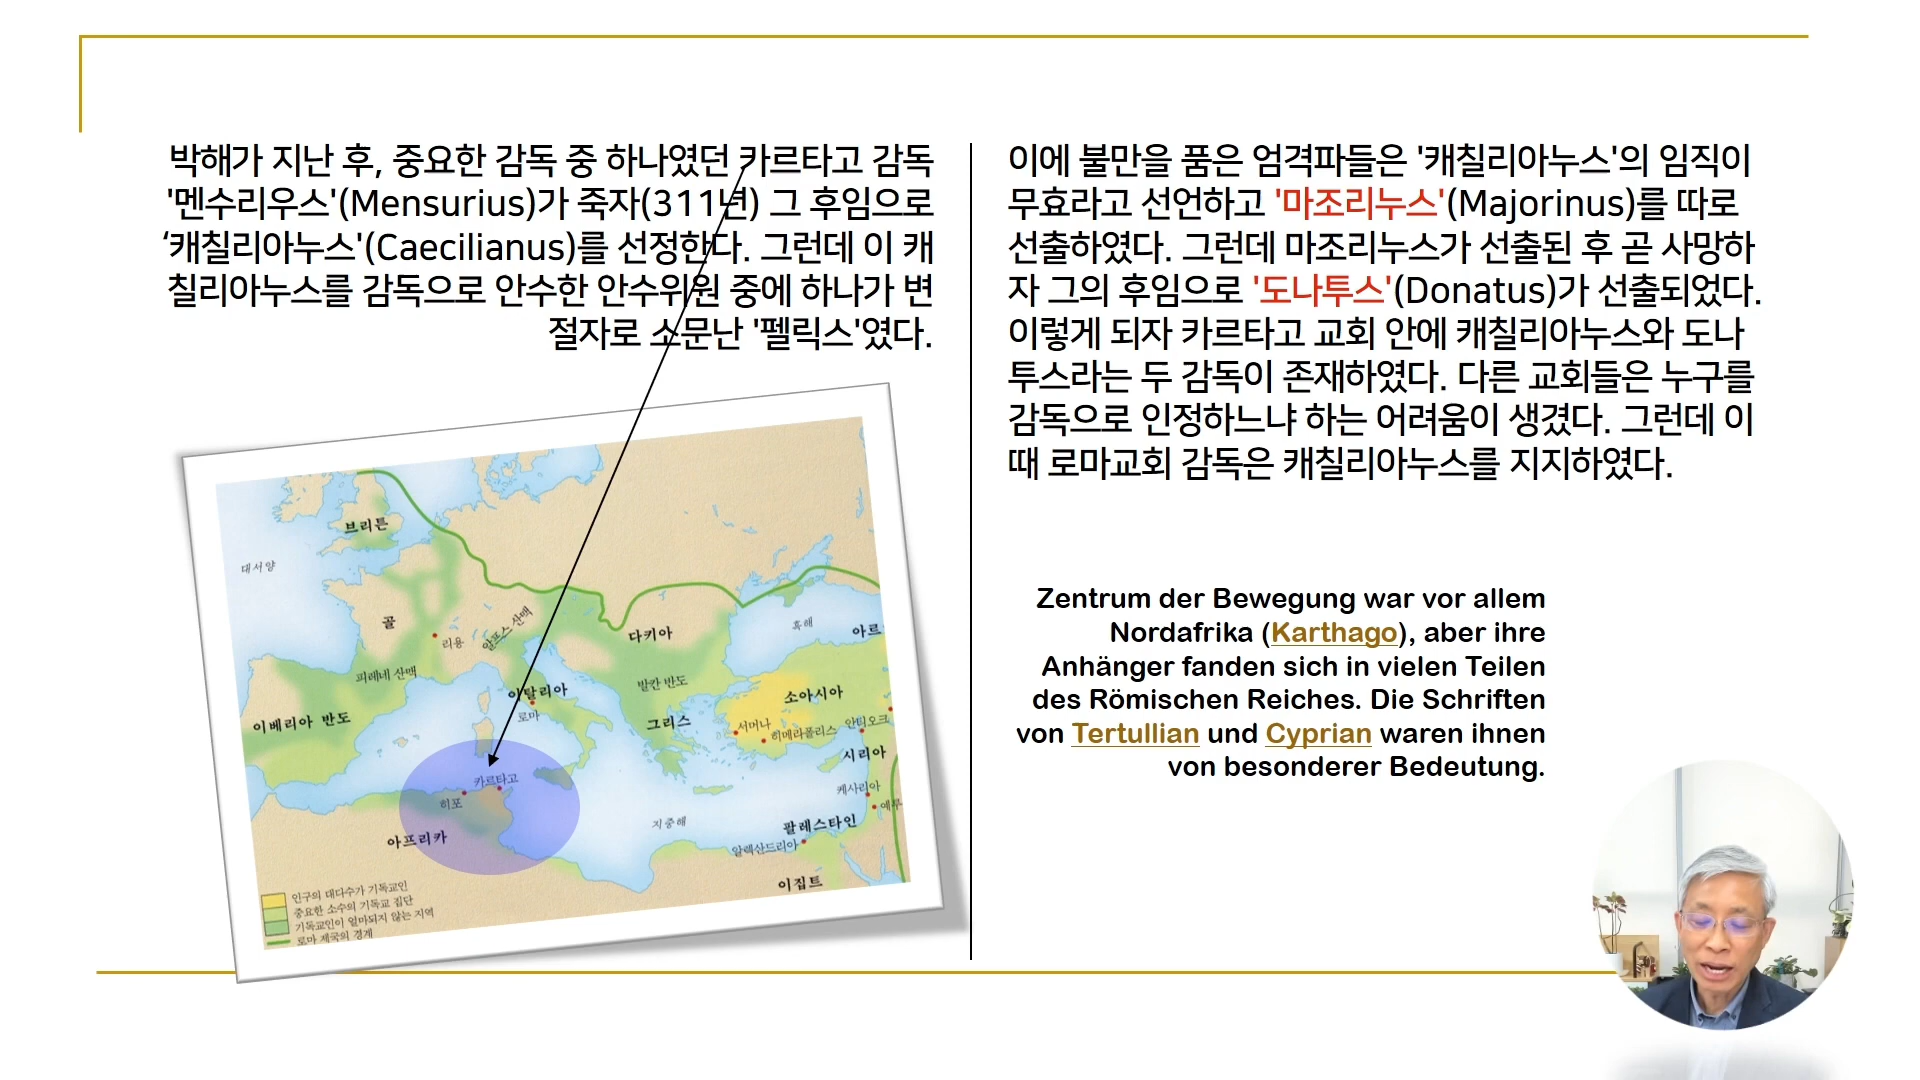 박해가 지난 후, 중요한 감독 중 하나였던 카르타고 감독
'멘수리우스'(Mensurius)가 죽자(311년) 그 후임으로
‘캐칠리아누스'(Caecilianus)를 선정한다. 그런데 이 캐
칠리아누스를 감독으로 안수한 안수위원 중에 하나가 변
절자로 소문난 '펠릭스'였다.
이에 불만을 품은 엄격파들은 '캐칠리아누스'의 임직이
무효라고 선언하고 '마조리누스'(Majorinus)를 따로
선출하였다. 그런데 마조리누스가 선출된 후 곧 사망하
자 그의 후임으로 '도나투스'(Donatus)가 선출되었다.
이렇게 되자 카르타고 교회 안에 캐칠리아누스와 도나
투스라는 두 감독이 존재하였다. 다른 교회들은 누구를
감독으로 인정하느냐 하는 어려움이 생겼다. 그런데 이
때 로마교회 감독은 캐칠리아누스를 지지하였다.
Zentrum der Bewegung war vor allem
Nordafrika (Karthago), aber ihre
Anhänger fanden sich in vielen Teilen
des Römischen Reiches. Die Schriften
von Tertullian und Cyprian waren ihnen
von besonderer Bedeutung.
브리튼
대서양
골
리용
알프스 산맥
다키아
흑해
아르
피레네 산맥
발칸 반도
이탈리아
로마
소아시아
이베리아 반도
그리스
서머나
히메라폴리스
안티오크
시리아
카르타고
히포
케사리아
예루
아프리카
지중해
팔레스타인
알렉산드리아
이집트
인구의 대다수가 기독교인
중요한 소수의 기독교 집단
기독교인이 얼마되지 않는 지역
로마 제국의 경계